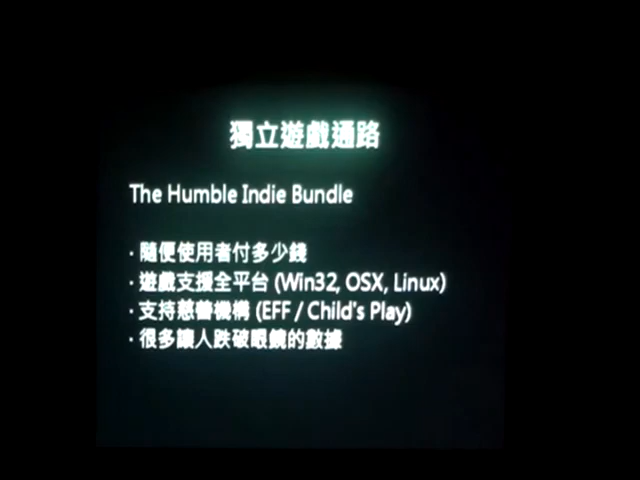 獨立遊戲通路
The Humble Indie Bundle
· 隨便使用者付多少錢
· 遊戲支援全平台 (Win32, OSX, Linux)
· 支持慈善機構 (EFF / Child's Play)
· 很多讓人跌破眼鏡的數據